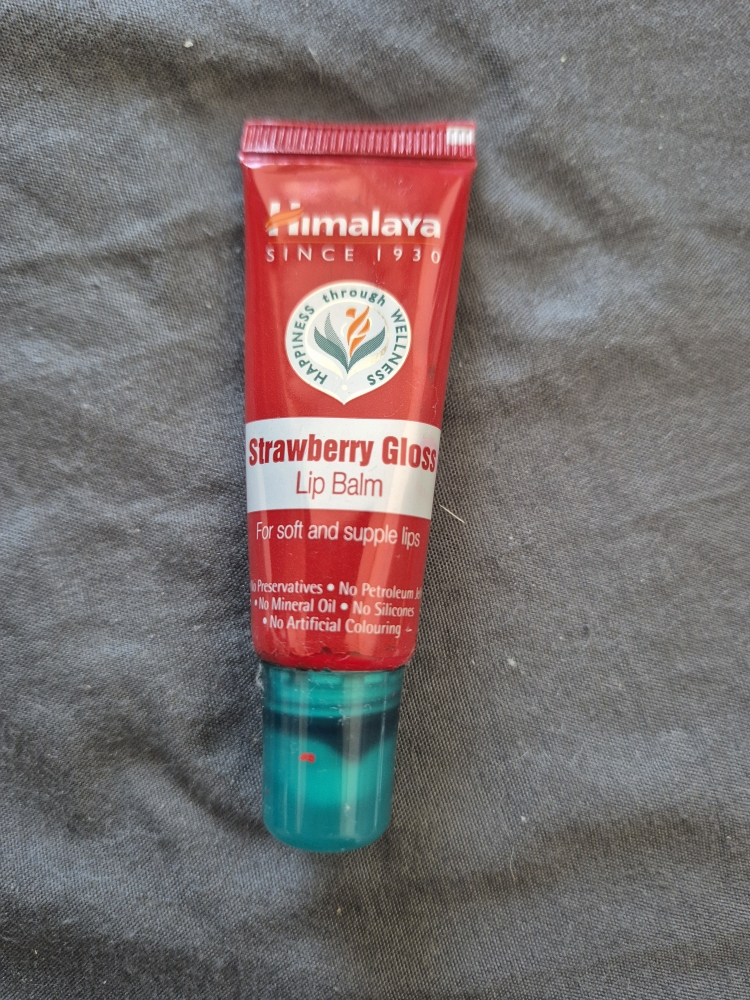 Himalaya
SINCE 1930
HAPPINESS through WELLNESS
Strawberry Gloss
Lip Balm
For soft and supple lips
Preservatives • No Petroleum
• No Mineral Oil • No Silicones
• No Artificial Colouring